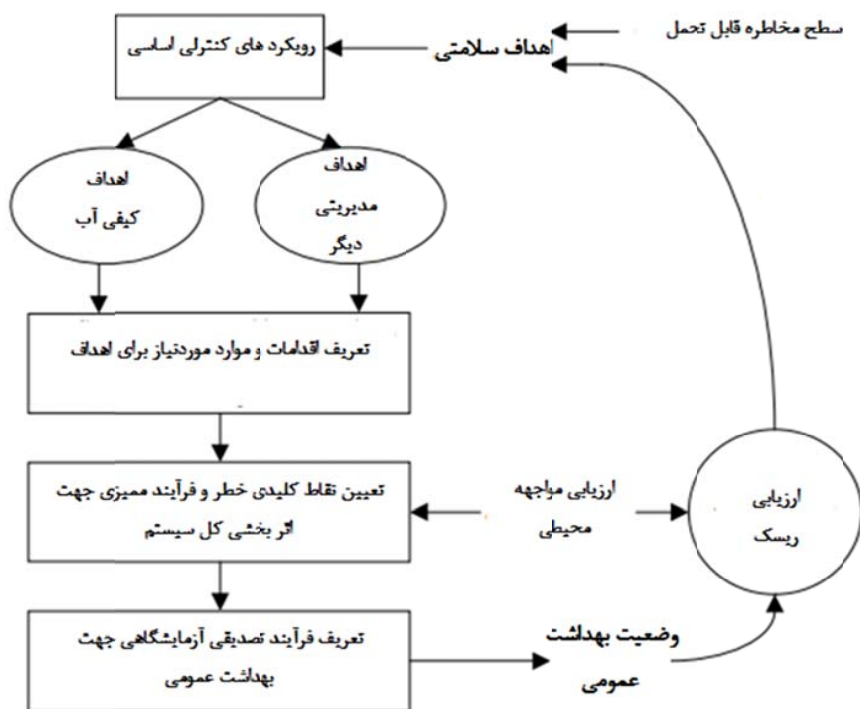 سطح مخاطره قابل تحمل
اهداف سلامتی
رویکرد های کنترلی اساسی
اهداف
مدیریتی
دیگر
اهداف
کیفی آب
تعریف اقدامات و موارد موردنیاز برای اهداف
تعیین نقاط کلیدی خطر و فرآیند ممیزی جهت
اثر بخشی کل سیستم
ارزیابی مواجهه
محیطی
ارزیابی
ریسک
تعریف فرآیند تصدیقی آزمایشگاهی جهت
بهداشت عمومی
وضعیت بهداشت
عمومی